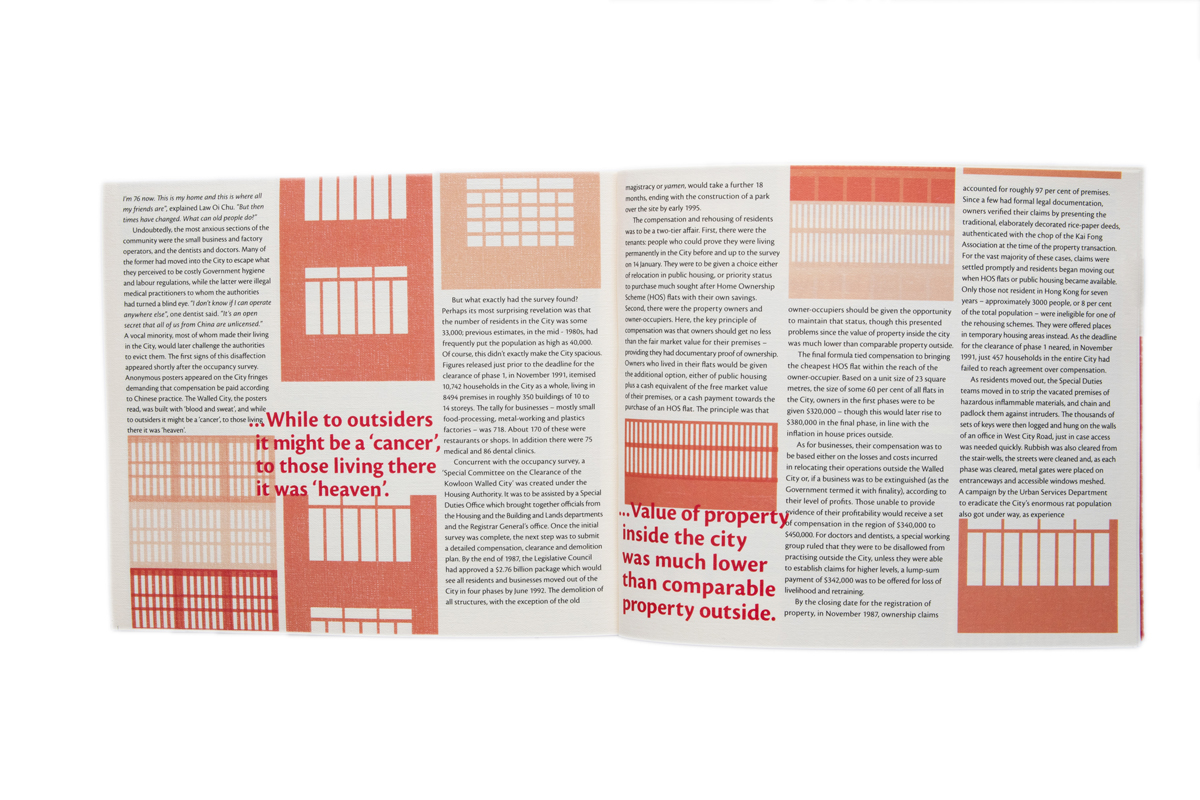 I'm 76 now. This is my home and this is where all
my friends are", explained Law Oi Chu. "But then
times have changed. What can old people do?"
Undoubtedly, the most anxious sections of the
community were the small business and factory
operators, and the dentists and doctors. Many of
the former had moved into the City to escape what
they perceived to be costly Government hygiene
and labour regulations, while the latter were illegal
medical practitioners to whom the authorities
had turned a blind eye. "I don't know if I can operate
anywhere else", one dentist said. "It's an open
secret that all of us from China are unlicensed."
A vocal minority, most of whom made their living
in the City, would later challenge the authorities
to evict them. The first signs of this disaffection
appeared shortly after the occupancy survey.
Anonymous posters appeared on the City fringes
demanding that compensation be paid according
to Chinese practice. The Walled City, the posters
read, was built with 'blood and sweat', and while
to outsiders it might be a 'cancer', to those living
there it was 'heaven'.
...While to outsiders
it might be a 'cancer',
to those living there
it was 'heaven'.
But what exactly had the survey found?
Perhaps its most surprising revelation was that
the number of residents in the City was some
33,000; previous estimates, in the mid - 1980s, had
frequently put the population as high as 40,000.
Of course, this didn't exactly make the City spacious.
Figures released just prior to the deadline for the
clearance of phase 1, in November 1991, itemised
10,742 households in the City as a whole, living in
8494 premises in roughly 350 buildings of 10 to
14 storeys. The tally for businesses – mostly small
food-processing, metal-working and plastics
factories – was 718. About 170 of these were
restaurants or shops. In addition there were 75
medical and 86 dental clinics.
Concurrent with the occupancy survey, a
'Special Committee on the Clearance of the
Kowloon Walled City' was created under the
Housing Authority. It was to be assisted by a Special
Duties Office which brought together officials from
the Housing and the Building and Lands departments
and the Registrar General's office. Once the initial
survey was complete, the next step was to submit
a detailed compensation, clearance and demolition
plan. By the end of 1987, the Legislative Council
had approved a $2.76 billion package which would
see all residents and businesses moved out of the
City in four phases by June 1992. The demolition of
all structures, with the exception of the old
magistracy or yamen, would take a further 18
months, ending with the construction of a park
over the site by early 1995.
The compensation and rehousing of residents
was to be a two-tier affair. First, there were the
tenants: people who could prove they were living
permanently in the City before and up to the survey
on 14 January. They were to be given a choice either
of relocation in public housing, or priority status
to purchase much sought after Home Ownership
Scheme (HOS) flats with their own savings.
Second, there were the property owners and
owner-occupiers. Here, the key principle of
compensation was that owners should get no less
than the fair market value for their premises –
providing they had documentary proof of ownership.
Owners who lived in their flats would be given
the additional option, either of public housing
plus a cash equivalent of the free market value
of their premises, or a cash payment towards the
purchase of an HOS flat. The principle was that
...Value of property
inside the city
was much lower
than comparable
property outside.
owner-occupiers should be given the opportunity
to maintain that status, though this presented
problems since the value of property inside the city
was much lower than comparable property outside.
The final formula tied compensation to bringing
the cheapest HOS flat within the reach of the
owner-occupier. Based on a unit size of 23 square
metres, the size of some 60 per cent of all flats in
the City, owners in the first phases were to be
given $320,000 – though this would later rise to
$380,000 in the final phase, in line with the
inflation in house prices outside.
As for businesses, their compensation was to
be based either on the losses and costs incurred
in relocating their operations outside the Walled
City or, if a business was to be extinguished (as the
Government termed it with finality), according to
their level of profits. Those unable to provide
evidence of their profitability would receive a set
of compensation in the region of $340,000 to
$450,000. For doctors and dentists, a special working
group ruled that they were to be disallowed from
practising outside the City, unless they were able
to establish claims for higher levels, a lump-sum
payment of $342,000 was to be offered for loss of
livelihood and retraining.
By the closing date for the registration of
property, in November 1987, ownership claims
accounted for roughly 97 per cent of premises.
Since a few had formal legal documentation,
owners verified their claims by presenting the
traditional, elaborately decorated rice-paper deeds,
authenticated with the chop of the Kai Fong
Association at the time of the property transaction.
For the vast majority of these cases, claims were
settled promptly and residents began moving out
when HOS flats or public housing became available.
Only those not resident in Hong Kong for seven
years – approximately 3000 people, or 8 per cent
of the total population – were ineligible for one of
the rehousing schemes. They were offered places
in temporary housing areas instead. As the deadline
for the clearance of phase 1 neared, in November
1991, just 457 households in the entire City had
failed to reach agreement over compensation.
As residents moved out, the Special Duties
teams moved in to strip the vacated premises of
hazardous inflammable materials, and chain and
padlock them against intruders. The thousands of
sets of keys were then logged and hung on the walls
of an office in West City Road, just in case access
was needed quickly. Rubbish was also cleared from
the stair-wells, the streets were cleaned and, as each
phase was cleared, metal gates were placed on
entranceways and accessible windows meshed.
A campaign by the Urban Services Department
to eradicate the City's enormous rat population
also got under way, as experience